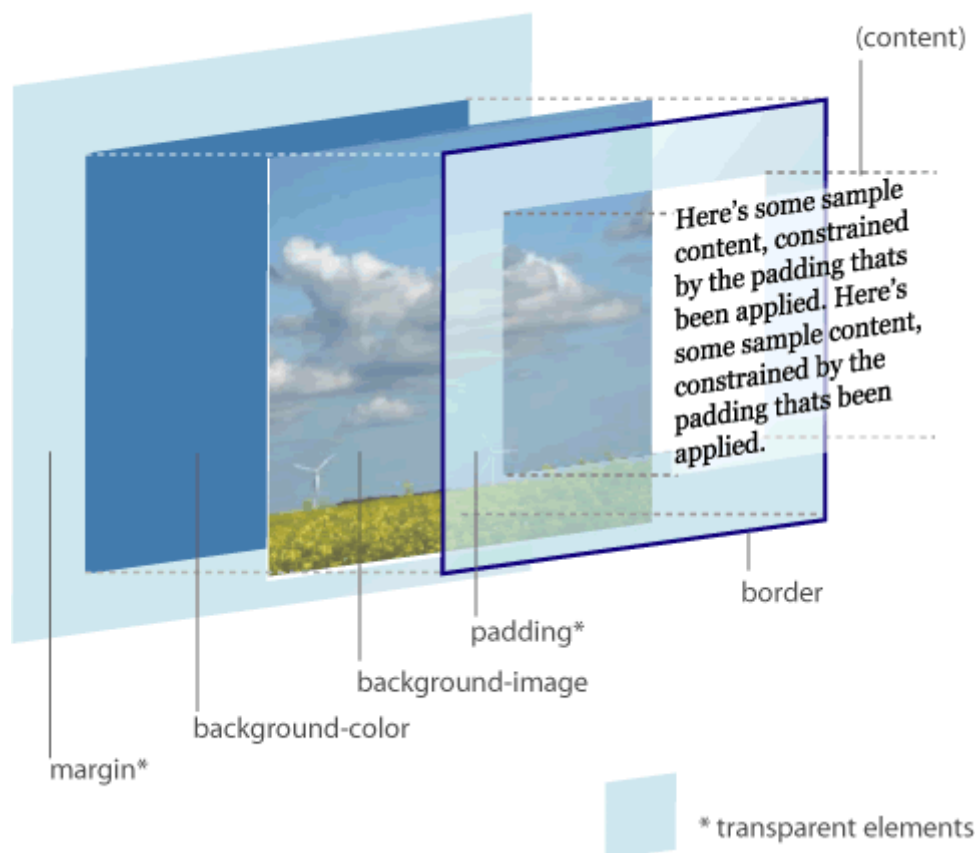 (content)
Here’s some sample
content, constrained
by the padding thats
been applied. Here’s
some sample content,
constrained by the
padding thats been
applied.
border
padding*
background-image
background-color
margin*
* transparent elements